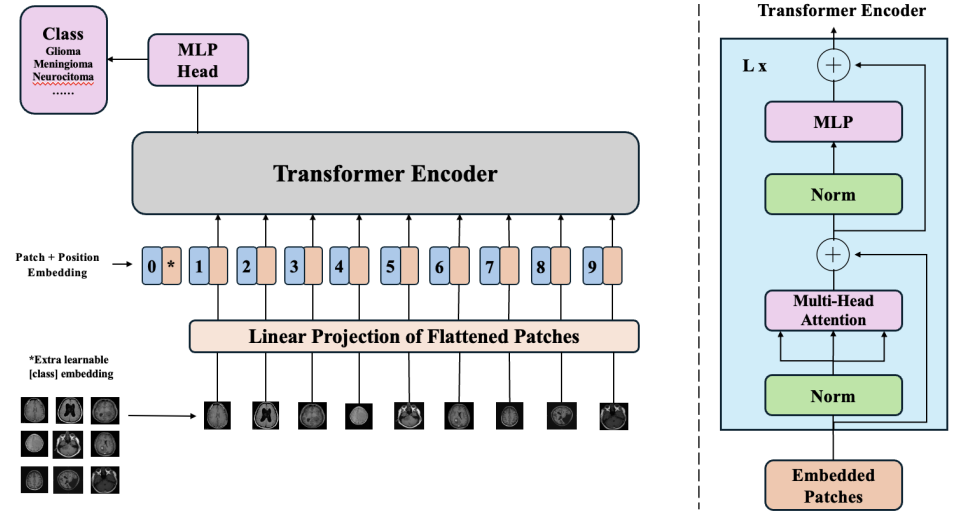 Class
Glioma
Meningioma
Neurocitoma
......
MLP
Head
Transformer Encoder
Patch + Position
Embedding
0 * 1 2 3 4 5 6 7 8 9
Linear Projection of Flattened Patches
*Extra learnable
[class] embedding
Transformer Encoder
L x
+
MLP
Norm
+
Multi-Head
Attention
Norm
Embedded
Patches